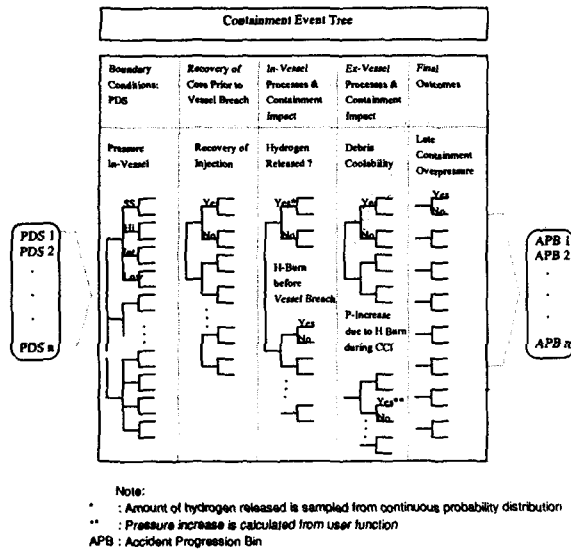 Containment Event Tree
Boundary
Conditions:
PDS
Recovery of
Core Prior to
Vessel Breach
In-Vessel
Processes &
Containment
Impact
Ex-Vessel
Processes &
Containment
Impact
Final
Outcomes
Pressure
In-Vessel
Recovery of
Injection
Hydrogen
Released ?
Debris
Coolability
Late
Containment
Overpressure
SS
Hi
Int
Low
Yes
No
Yes*
No
H-Burn
before
Vessel Breach
Yes
No
Yes
No
P-Increase
due to H Burn
during CCI
Yes**
No
Yes
No
PDS 1
PDS 2
PDS n
APB 1
APB 2
APB n
Note:
* : Amount of hydrogen released is sampled from continuous probability distribution
** : Pressure increase is calculated from user function
APB : Accident Progression Bin